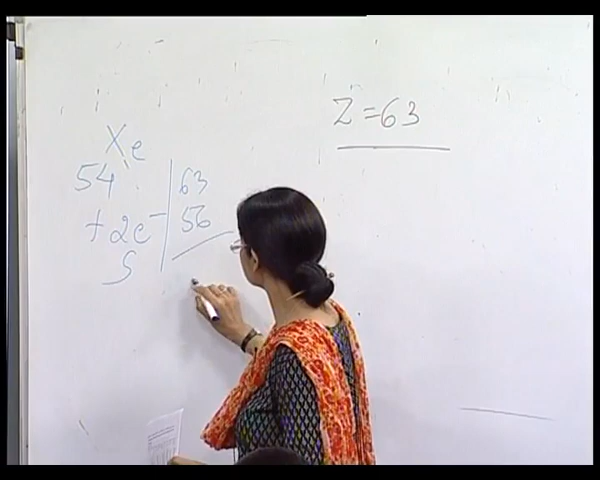 Z = 63
Xe
54
+ 2e
S
63
- 56